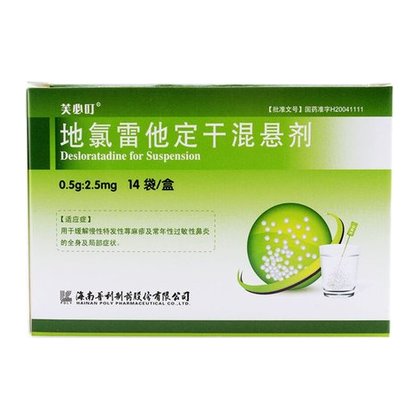 芙必叮®
【批准文号】国药准字H20041111
地氯雷他定干混悬剂
Desloratadine for Suspension
0.5g:2.5mg 14 袋/盒
【适应症】
用于缓解慢性特发性荨麻疹及常年性过敏性鼻炎
的全身及局部症状。
POLY
海南普利制药股份有限公司
HAINAN POLY PHARMACEUTICAL CO.,LTD.